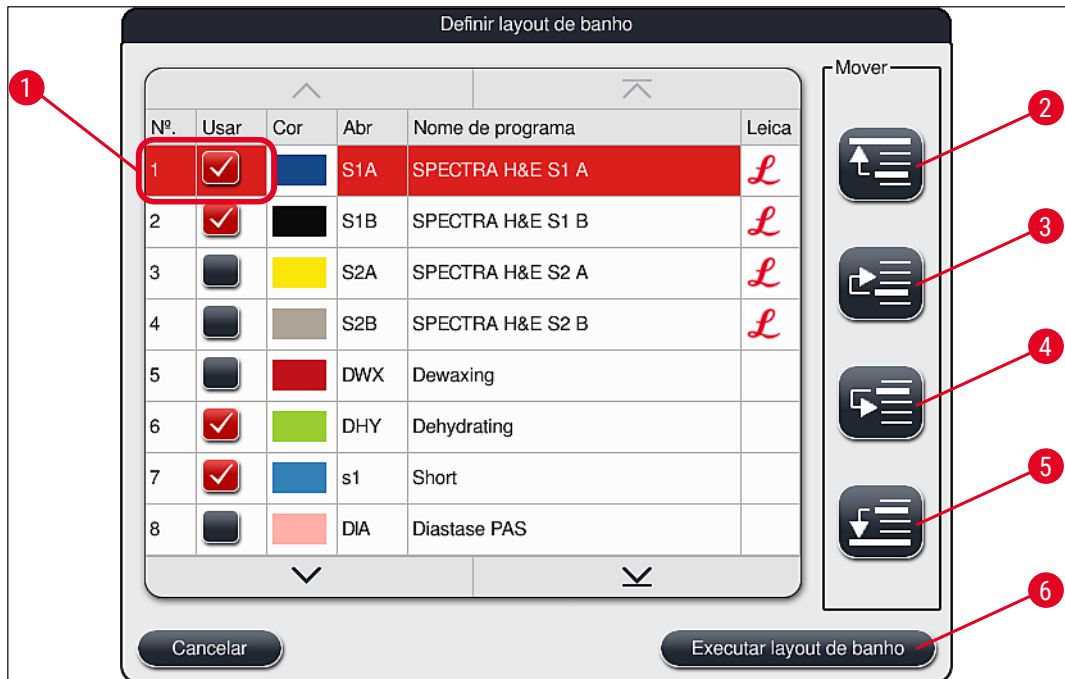 Definir layout de banho
Mover
1
2
Nº. Usar Cor Abr Nome de programa Leica
1 S1A SPECTRA H&E S1 A L
2 S1B SPECTRA H&E S1 B L
3
3 S2A SPECTRA H&E S2 A L
4 S2B SPECTRA H&E S2 B L
4
5 DWX Dewaxing
6 DHY Dehydrating
5
7 s1 Short
8 DIA Diastase PAS
6
Cancelar Executar layout de banho